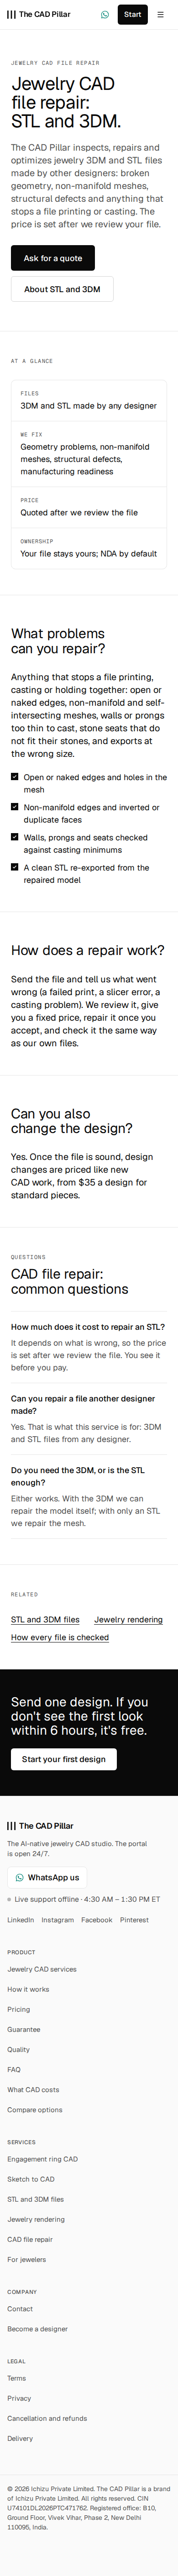 The CAD Pillar
Start
JEWELRY CAD FILE REPAIR
Jewelry CAD
file repair:
STL and 3DM.
The CAD Pillar inspects, repairs and
optimizes jewelry 3DM and STL files
made by other designers: broken
geometry, non-manifold meshes,
structural defects and anything that
stops a file printing or casting. The
price is set after we review your file.
Ask for a quote
About STL and 3DM
AT A GLANCE
FILES
3DM and STL made by any designer
WE FIX
Geometry problems, non-manifold
meshes, structural defects,
manufacturing readiness
PRICE
Quoted after we review the file
OWNERSHIP
Your file stays yours; NDA by default
What problems
can you repair?
Anything that stops a file printing,
casting or holding together: open or
naked edges, non-manifold and self-
intersecting meshes, walls or prongs
too thin to cast, stone seats that do
not fit their stones, and exports at
the wrong size.
Open or naked edges and holes in the
mesh
Non-manifold edges and inverted or
duplicate faces
Walls, prongs and seats checked
against casting minimums
A clean STL re-exported from the
repaired model
How does a repair work?
Send the file and tell us what went
wrong (a failed print, a slicer error, a
casting problem). We review it, give
you a fixed price, repair it once you
accept, and check it the same way
as our own files.
Can you also
change the design?
Yes. Once the file is sound, design
changes are priced like new
CAD work, from $35 a design for
standard pieces.
QUESTIONS
CAD file repair:
common questions
How much does it cost to repair an STL?
It depends on what is wrong, so the price
is set after we review the file. You see it
before you pay.
Can you repair a file another designer
made?
Yes. That is what this service is for: 3DM
and STL files from any designer.
Do you need the 3DM, or is the STL
enough?
Either works. With the 3DM we can
repair the model itself; with only an STL
we repair the mesh.
RELATED
STL and 3DM files
Jewelry rendering
How every file is checked
Send one design. If you
don't see the first look
within 6 hours, it's free.
Start your first design
The CAD Pillar
The AI-native jewelry CAD studio. The portal
is open 24/7.
WhatsApp us
Live support offline · 4:30 AM – 1:30 PM ET
LinkedIn Instagram Facebook Pinterest
PRODUCT
Jewelry CAD services
How it works
Pricing
Guarantee
Quality
FAQ
What CAD costs
Compare options
SERVICES
Engagement ring CAD
Sketch to CAD
STL and 3DM files
Jewelry rendering
CAD file repair
For jewelers
COMPANY
Contact
Become a designer
LEGAL
Terms
Privacy
Cancellation and refunds
Delivery
© 2026 Ichizu Private Limited. The CAD Pillar is a brand
of Ichizu Private Limited. All rights reserved. CIN
U74101DL2026PTC471762. Registered office: B10,
Ground Floor, Vivek Vihar, Phase 2, New Delhi
110095, India.